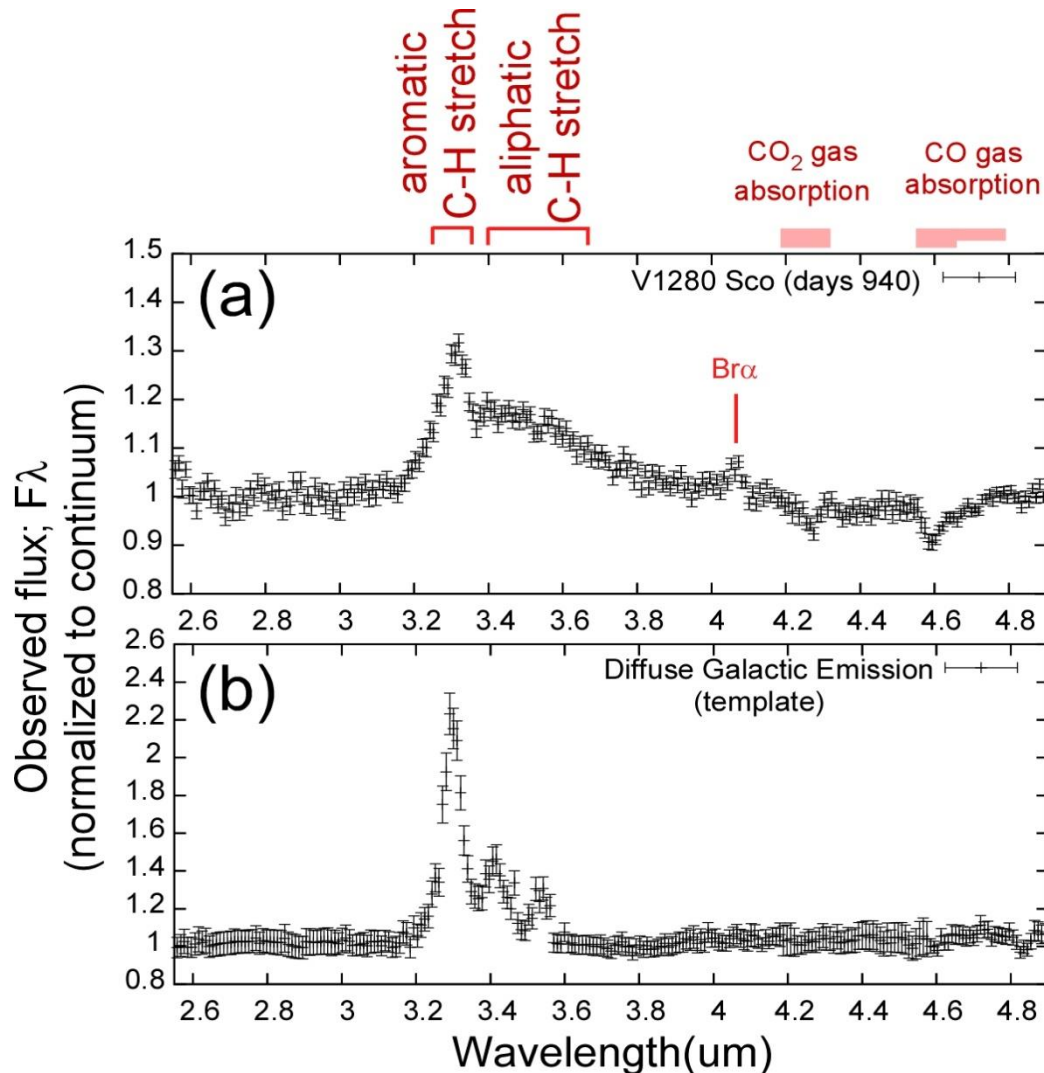 aromatic
C-H stretch
aliphatic
C-H stretch
CO2 gas
absorption
CO gas
absorption
Observed flux; Fλ
(normalized to continuum)
1.5
1.4
1.3
1.2
1.1
1
0.9
0.8
(a)
V1280 Sco (days 940)
Brα
2.6 2.8 3 3.2 3.4 3.6 3.8 4 4.2 4.4 4.6 4.8
2.6
2.4
2.2
2
1.8
1.6
1.4
1.2
1
0.8
(b)
Diffuse Galactic Emission
(template)
2.6 2.8 3 3.2 3.4 3.6 3.8 4 4.2 4.4 4.6 4.8
Wavelength(um)